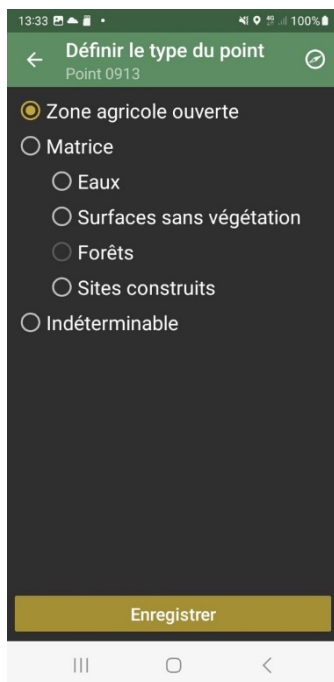 13:33 100%
Définir le type du point
Point 0913
Zone agricole ouverte
Matrice
Eaux
Surfaces sans végétation
Forêts
Sites construits
Indéterminable
Enregistrer